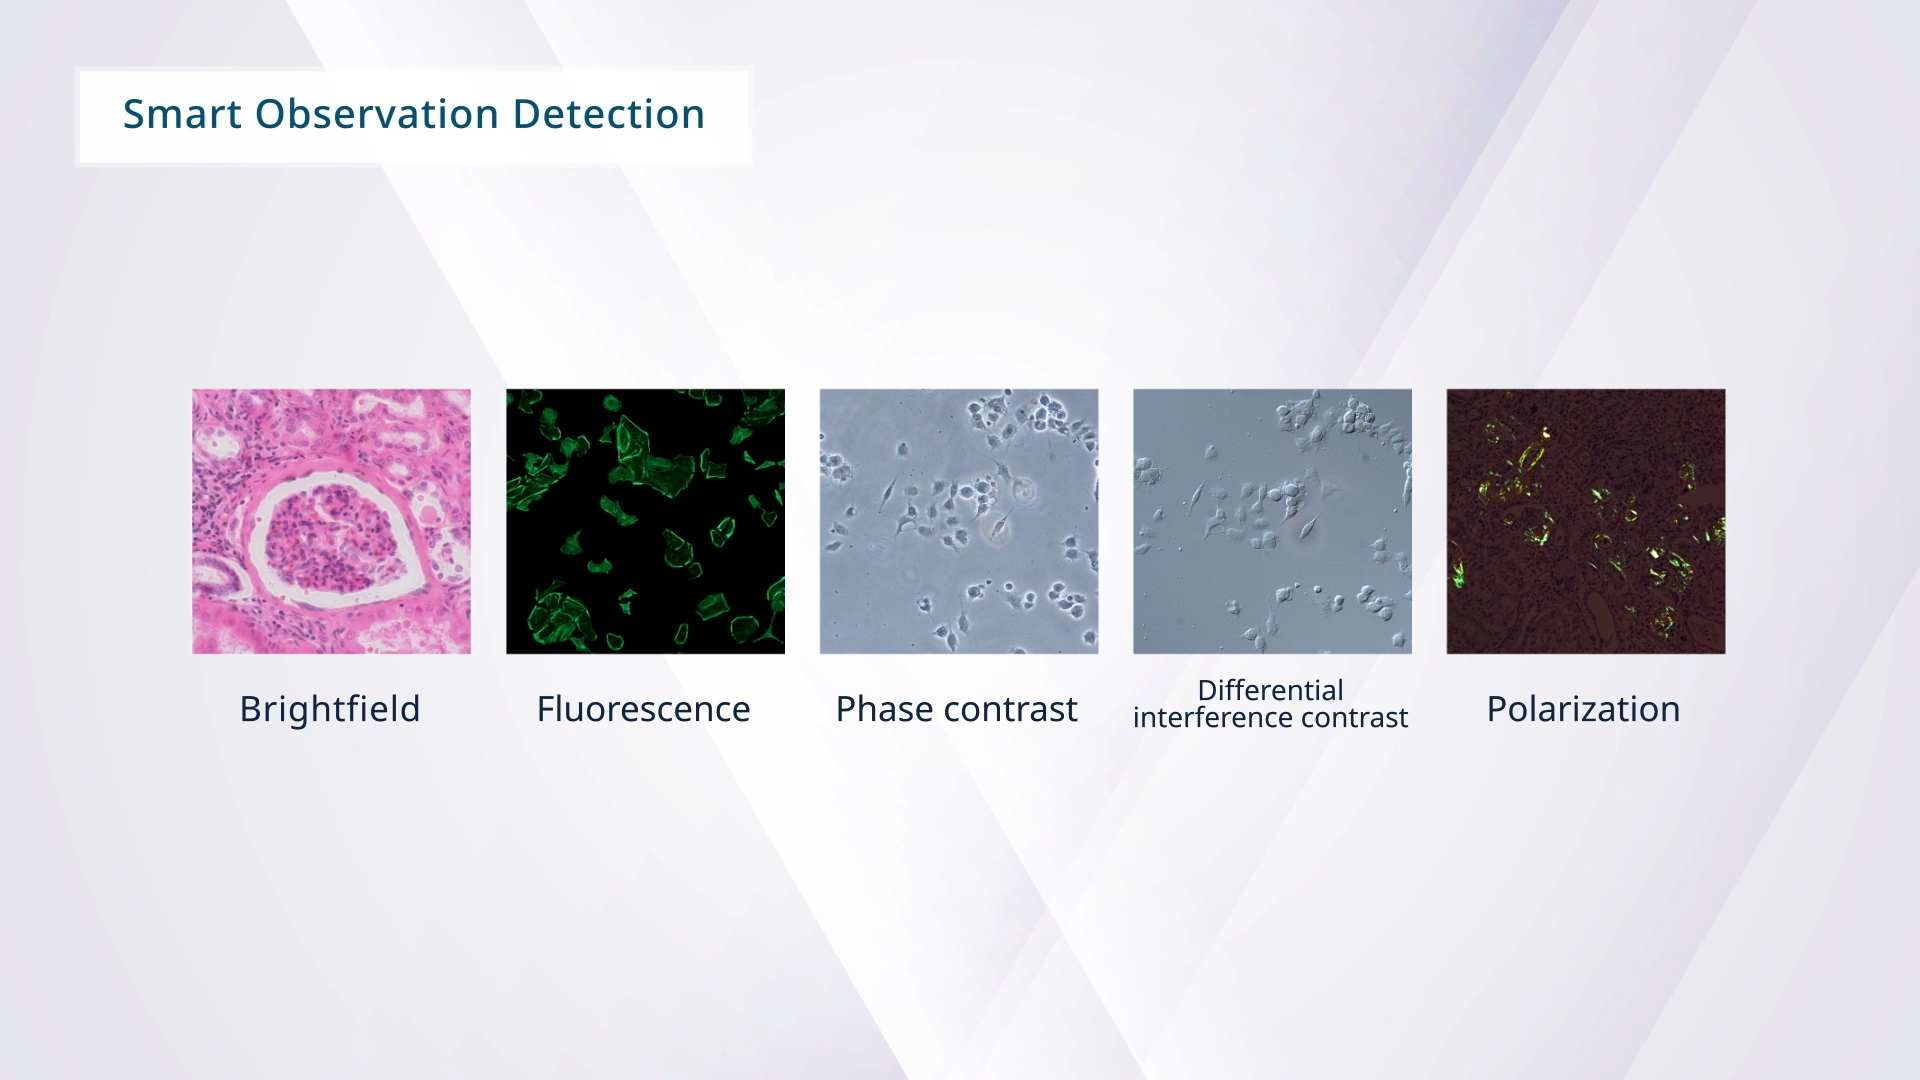 Smart Observation Detection
Brightfield
Fluorescence
Phase contrast
Differential
interference contrast
Polarization